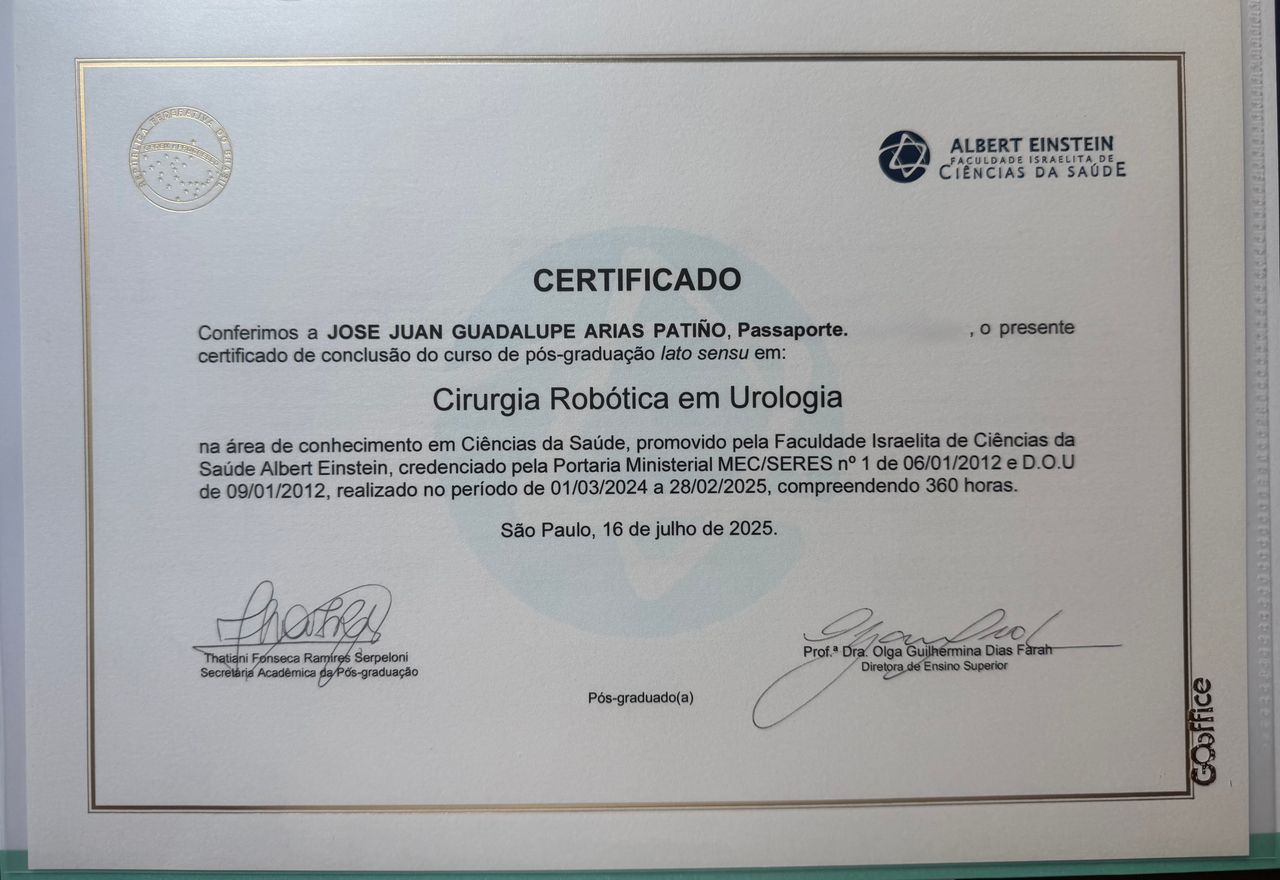 REPÚBLICA FEDERATIVA DO BRASIL
ALBERT EINSTEIN
FACULDADE ISRAELITA DE
CIÊNCIAS DA SAÚDE
CERTIFICADO
Conferimos a JOSE JUAN GUADALUPE ARIAS PATIÑO, Passaporte. , o presente
certificado de conclusão do curso de pós-graduação lato sensu em:
Cirurgia Robótica em Urologia
na área de conhecimento em Ciências da Saúde, promovido pela Faculdade Israelita de Ciências da
Saúde Albert Einstein, credenciado pela Portaria Ministerial MEC/SERES nº 1 de 06/01/2012 e D.O.U
de 09/01/2012, realizado no período de 01/03/2024 a 28/02/2025, compreendendo 360 horas.
São Paulo, 16 de julho de 2025.
Thatiani Fonseca Ramires Serpeloni
Secretária Acadêmica da Pós-graduação
Prof.ª Dra. Olga Guilhermina Dias Farah
Diretora de Ensino Superior
Pós-graduado(a)